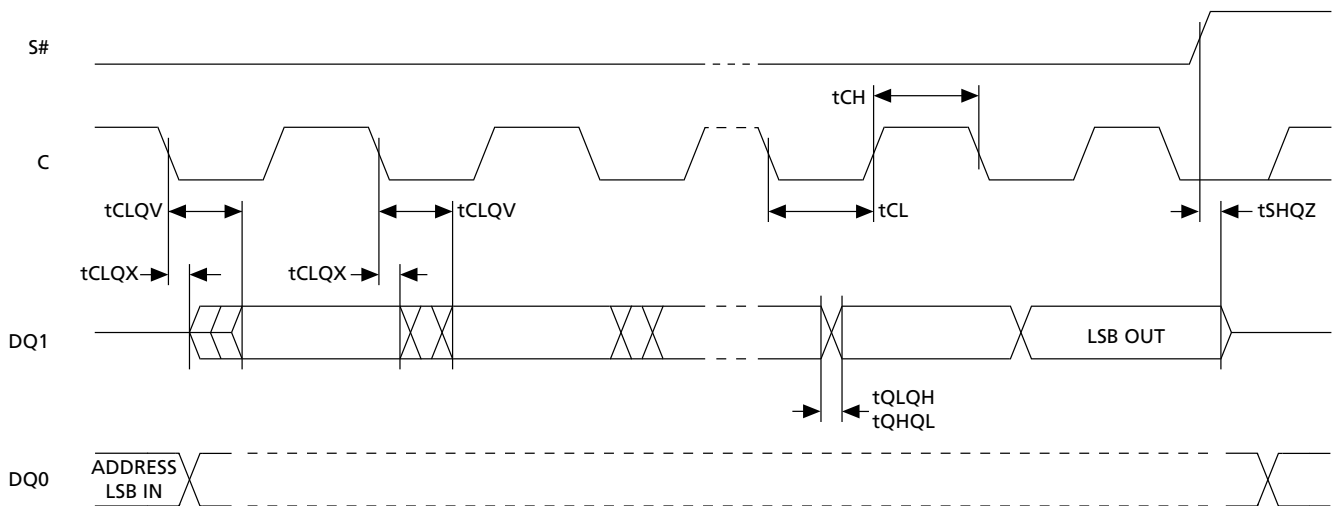 S#
tCH
C
tCLQV
tCLQV
tCL
tSHQZ
tCLQX
tCLQX
DQ1
LSB OUT
tQLQH
tQHQL
DQ0
ADDRESS
LSB IN